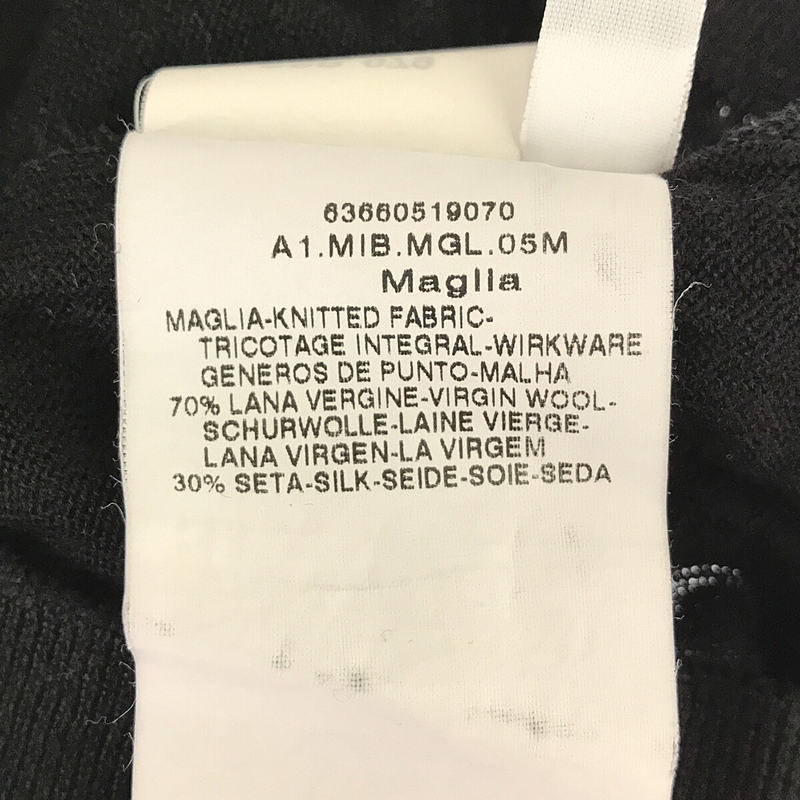 63660519070
A1.MIB.MGL.05M
Maglia
MAGLIA-KNITTED FABRIC-
TRICOTAGE INTEGRAL-WIRKWARE
GENEROS DE PUNTO-MALHA
70% LANA VERGINE-VIRGIN WOOL-
SCHURWOLLE-LAINE VIERGE-
LANA VIRGEN-LA VIRGEM
30% SETA-SILK-SEIDE-SOIE-SEDA